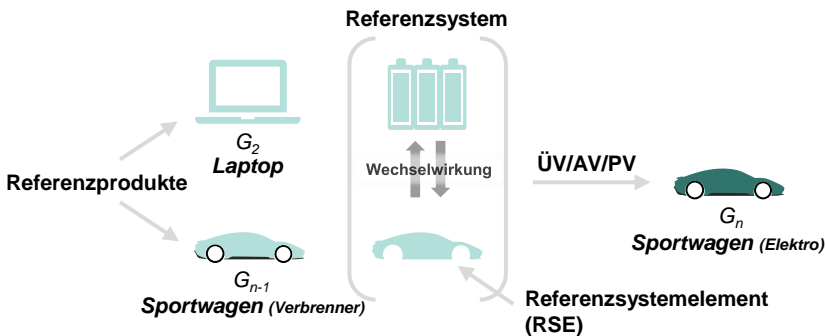 Referenzsystem
G2
Laptop
Wechselwirkung
Referenzprodukte
ÜV/AV/PV
Gn
Sportwagen (Elektro)
Gn-1
Sportwagen (Verbrenner)
Referenzsystemelement
(RSE)